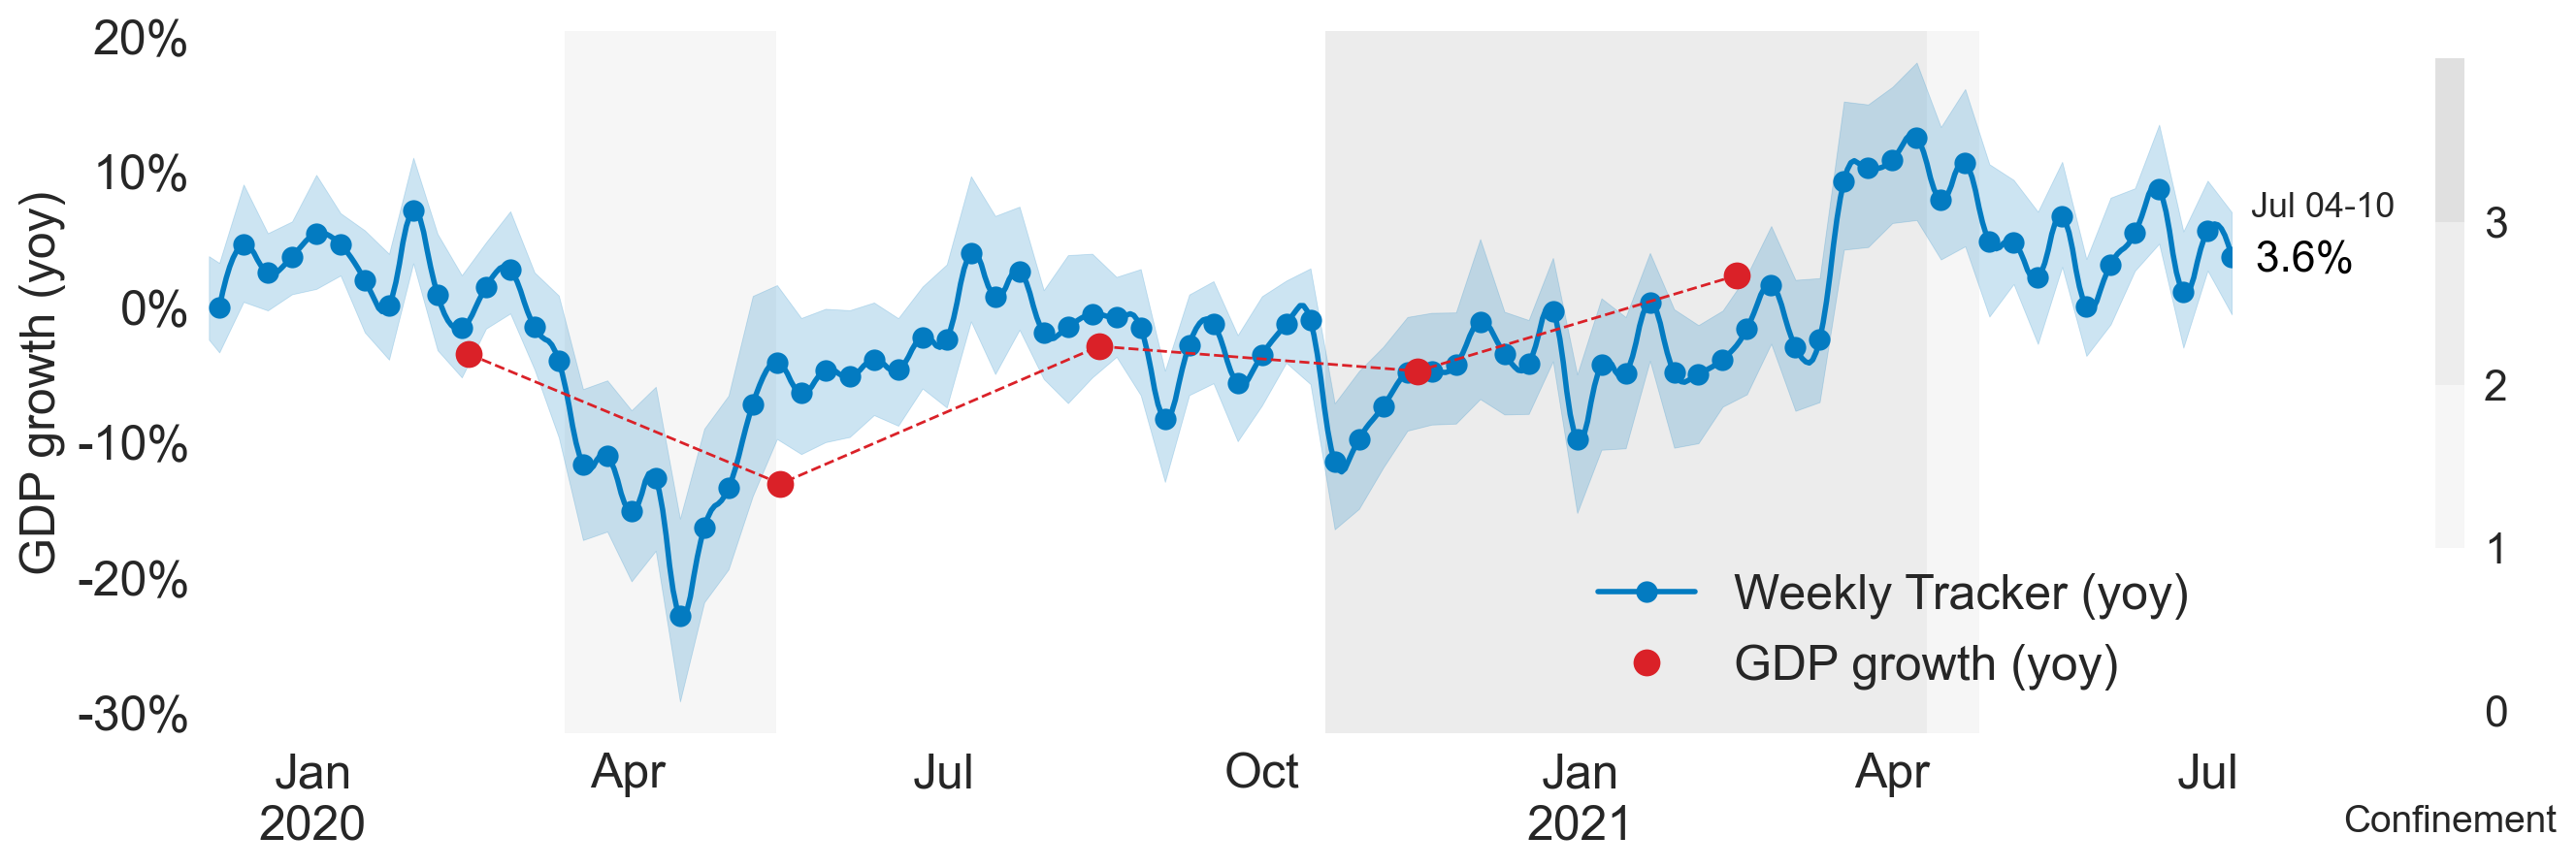 20%
10%
0%
-10%
-20%
-30%
GDP growth (yoy)
Jul 04-10
3.6%
3
2
1
0
Weekly Tracker (yoy)
GDP growth (yoy)
Jan Apr Jul Oct Jan Apr Jul
2020 2021
Confinement